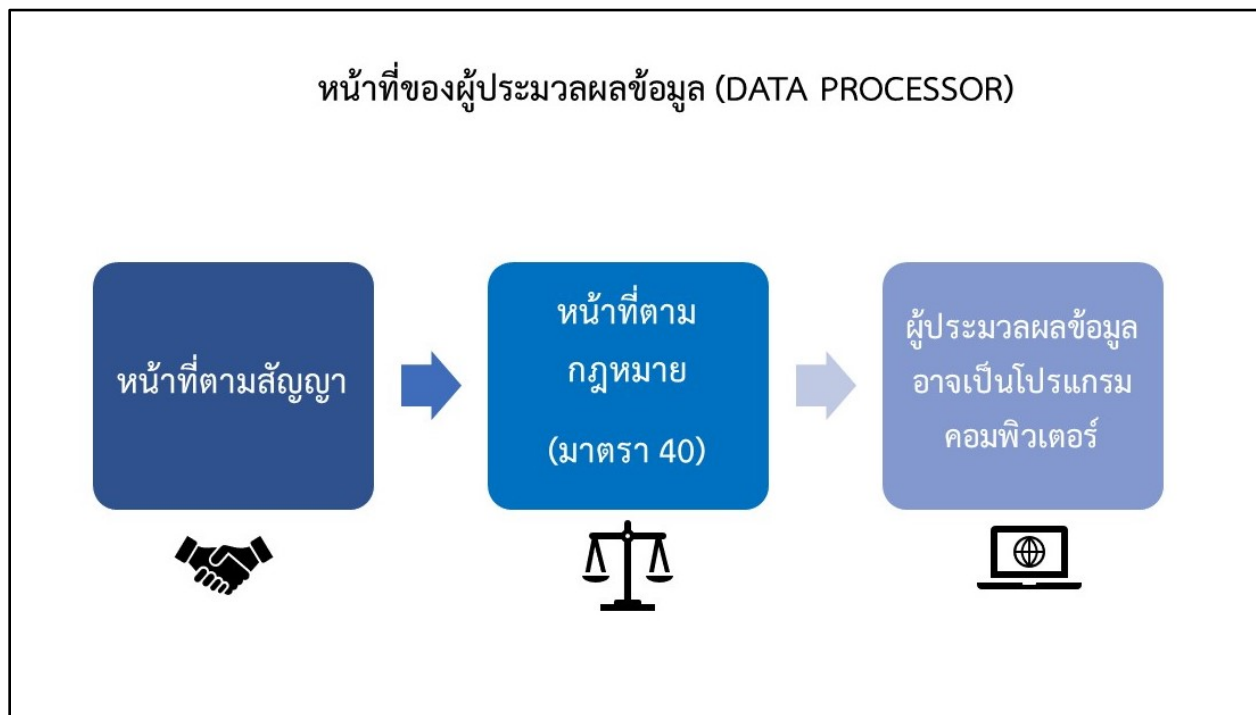 หน้าที่ของผู้ประมวลผลข้อมูล (DATA PROCESSOR)
หน้าที่ตามสัญญา
หน้าที่ตาม
กฎหมาย
(มาตรา 40)
ผู้ประมวลผลข้อมูล
อาจเป็นโปรแกรม
คอมพิวเตอร์